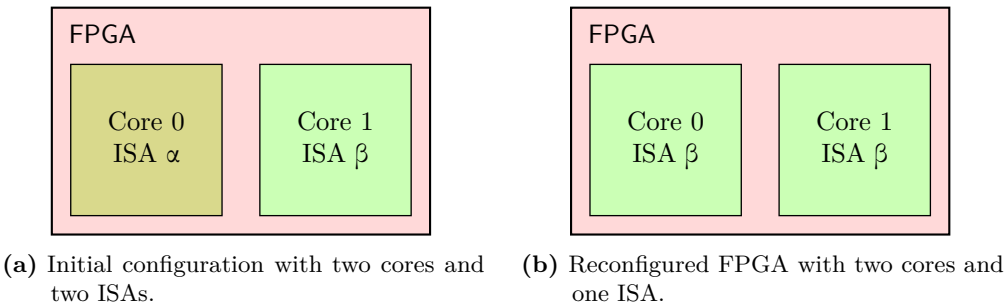 FPGA
Core 0
ISA α
Core 1
ISA β
(a) Initial configuration with two cores and
two ISAs.
FPGA
Core 0
ISA β
Core 1
ISA β
(b) Reconfigured FPGA with two cores and
one ISA.